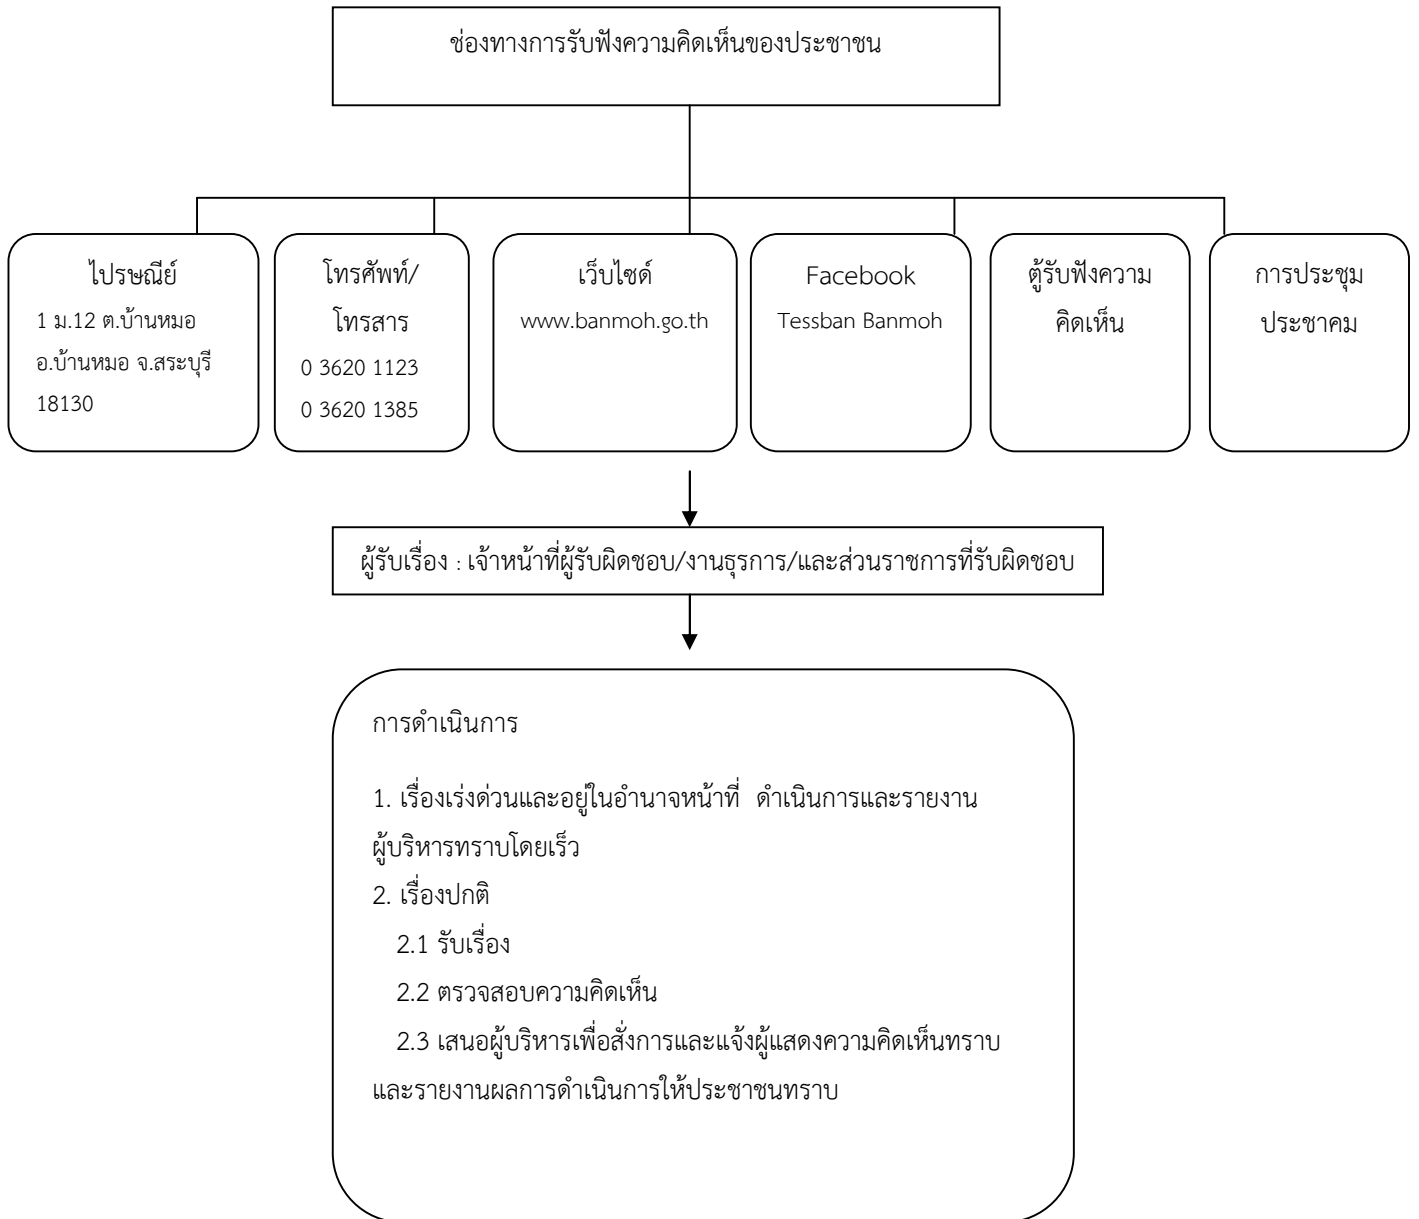 ช่องทางการรับฟังความคิดเห็นของประชาชน
ไปรษณีย์
1 ม.12 ต.บ้านหมอ
อ.บ้านหมอ จ.สระบุรี
18130
โทรศัพท์/
โทรสาร
0 3620 1123
0 3620 1385
เว็บไซด์
www.banmoh.go.th
Facebook
Tessban Banmoh
ตู้รับฟังความ
คิดเห็น
การประชุม
ประชาคม
ผู้รับเรื่อง : เจ้าหน้าที่ผู้รับผิดชอบ/งานธุรการ/และส่วนราชการที่รับผิดชอบ
การดำเนินการ
1. เรื่องเร่งด่วนและอยู่ในอำนาจหน้าที่ ดำเนินการและรายงาน
ผู้บริหารทราบโดยเร็ว
2. เรื่องปกติ
2.1 รับเรื่อง
2.2 ตรวจสอบความคิดเห็น
2.3 เสนอผู้บริหารเพื่อสั่งการและแจ้งผู้แสดงความคิดเห็นทราบ
และรายงานผลการดำเนินการให้ประชาชนทราบ